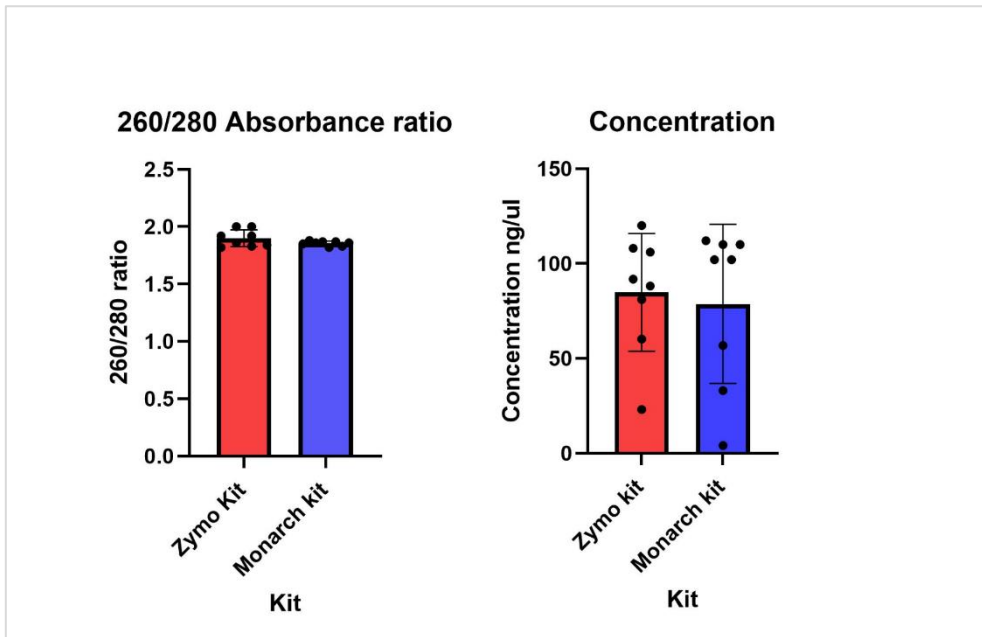 260/280 Absorbance ratio
260/280 ratio
2.5
2.0
1.5
1.0
0.5
0.0
Zymo Kit
Monarch kit
Kit
Concentration
Concentration ng/ul
150
100
50
0
Zymo kit
Monarch kit
Kit